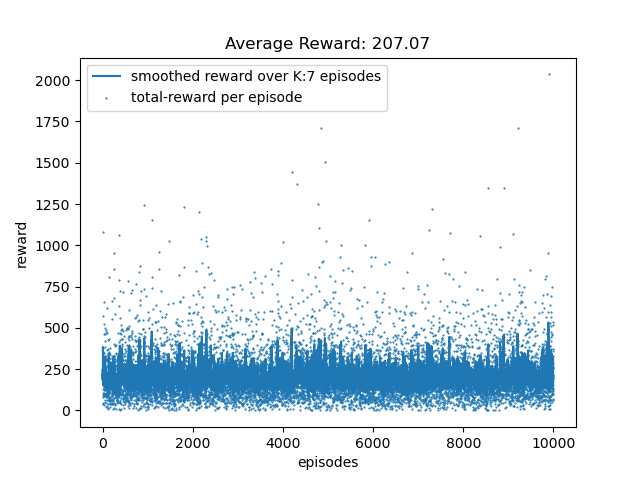 Average Reward: 207.07
smoothed reward over K:7 episodes
total-reward per episode
2000
1750
1500
1250
1000
750
500
250
0
reward
0 2000 4000 6000 8000 10000
episodes